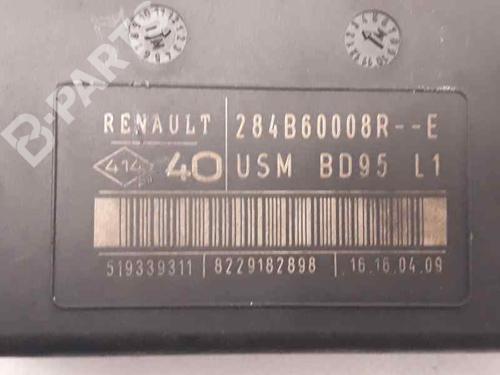 B-PARTS
RENAULT 284B60008R--E
414 40 USM BD95 L1
519339311 8229182898 16.16.04.09